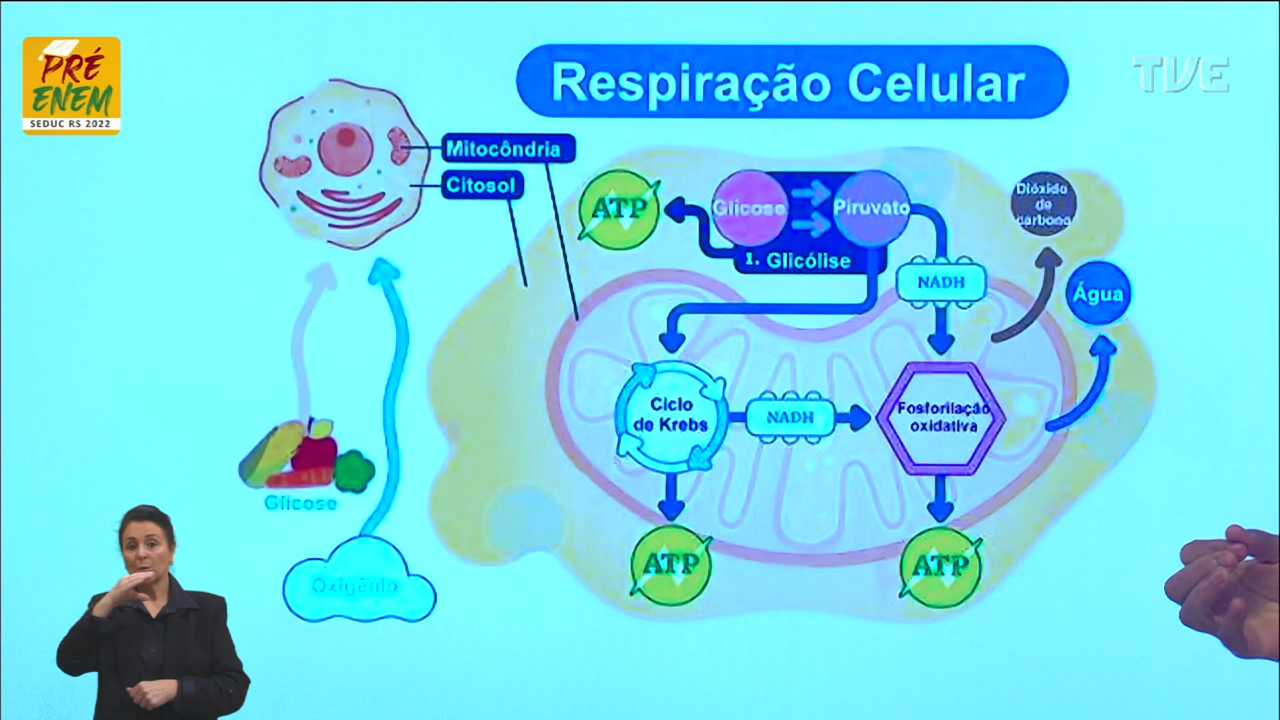 PRÉ
ENEM
SEDUC RS 2022
Respiração Celular
TVE
Mitocôndria
Citosol
ATP
Glicose
Piruvato
1. Glicólise
NADH
Dióxido
de
carbono
Água
Ciclo
de Krebs
NADH
Fosforilação
oxidativa
Glicose
Oxigênio
ATP
ATP